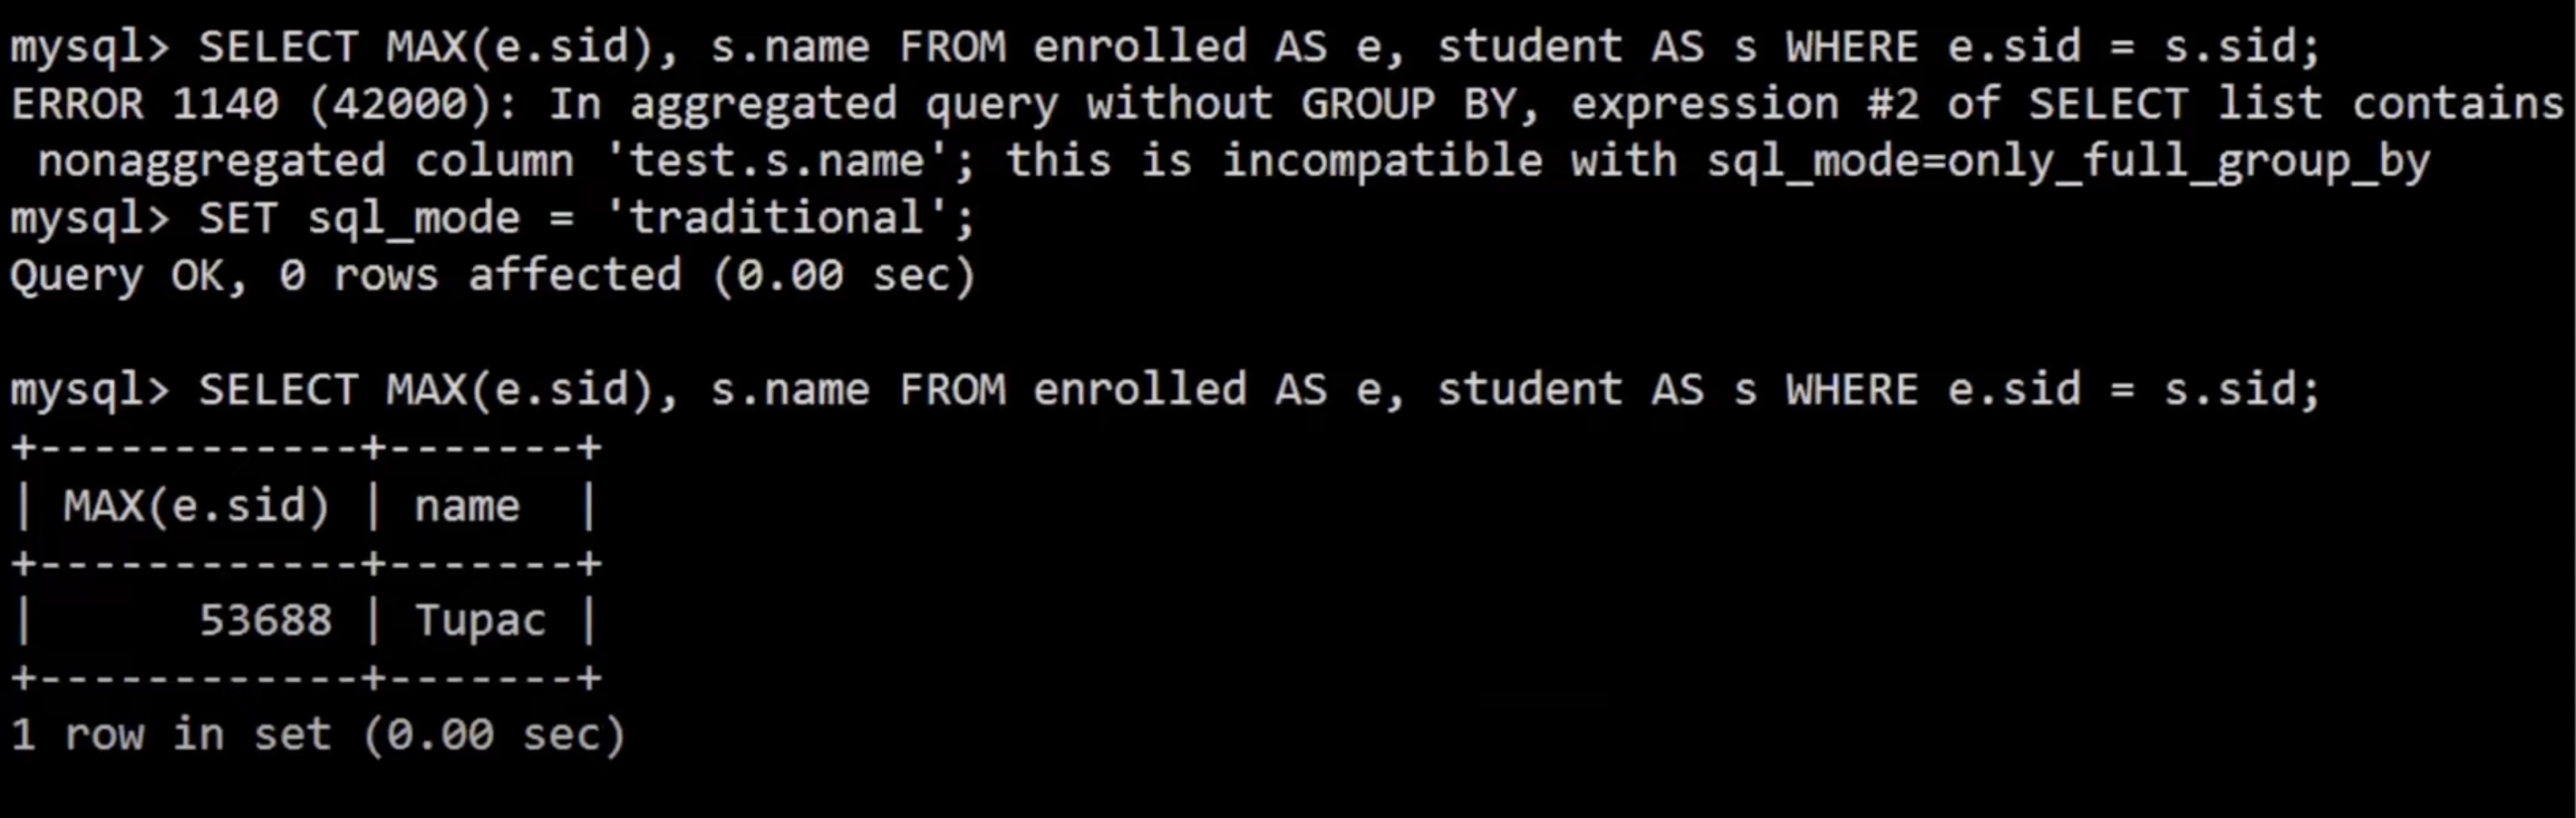 mysql> SELECT MAX(e.sid), s.name FROM enrolled AS e, student AS s WHERE e.sid = s.sid;
ERROR 1140 (42000): In aggregated query without GROUP BY, expression #2 of SELECT list contains
 nonaggregated column 'test.s.name'; this is incompatible with sql_mode=only_full_group_by
mysql> SET sql_mode = 'traditional';
Query OK, 0 rows affected (0.00 sec)

mysql> SELECT MAX(e.sid), s.name FROM enrolled AS e, student AS s WHERE e.sid = s.sid;
+------------+-------+
| MAX(e.sid) | name  |
+------------+-------+
|      53688 | Tupac |
+------------+-------+
1 row in set (0.00 sec)